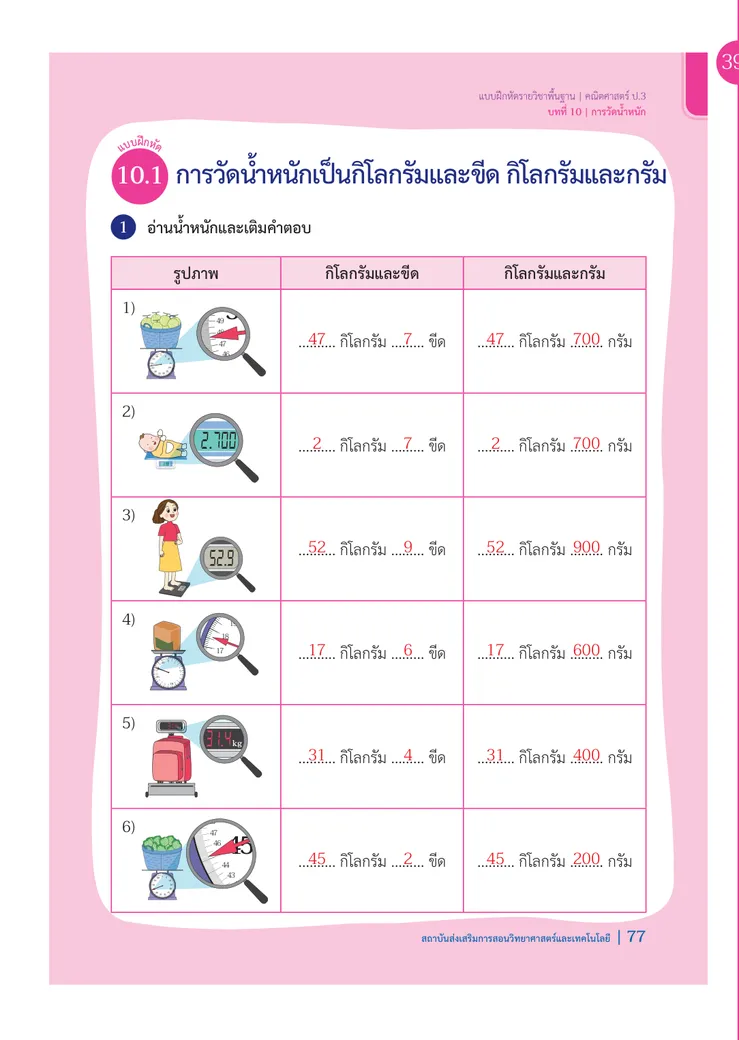 39
แบบฝึกหัดรายวิชาพื้นฐาน | คณิตศาสตร์ ป.3
บทที่ 10 | การวัดน้ำหนัก
แบบฝึกหัด
10.1 การวัดน้ำหนักเป็นกิโลกรัมและขีด กิโลกรัมและกรัม
1 อ่านน้ำหนักและเติมคำตอบ
รูปภาพ กิโลกรัมและขีด กิโลกรัมและกรัม
1)
49
47
46
47 กิโลกรัม 7 ขีด 47 กิโลกรัม 700 กรัม
2)
2.700
2 กิโลกรัม 7 ขีด 2 กิโลกรัม 700 กรัม
3)
52.9
52 กิโลกรัม 9 ขีด 52 กิโลกรัม 900 กรัม
4)
18
17
17 กิโลกรัม 6 ขีด 17 กิโลกรัม 600 กรัม
5)
31.4 kg
31 กิโลกรัม 4 ขีด 31 กิโลกรัม 400 กรัม
6)
47
46
45
44
43
45 กิโลกรัม 2 ขีด 45 กิโลกรัม 200 กรัม
สถาบันส่งเสริมการสอนวิทยาศาสตร์และเทคโนโลยี | 77